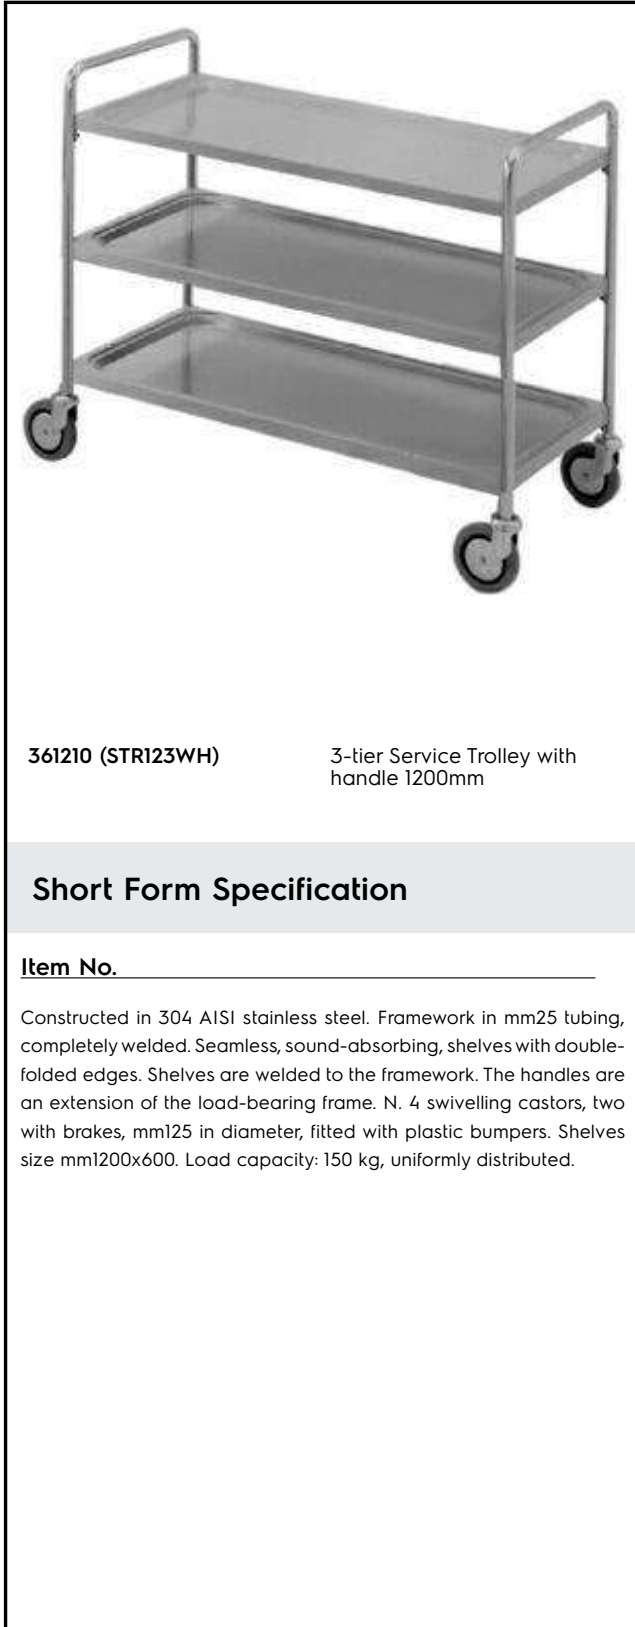 361210 (STR123WH)
3-tier Service Trolley with
handle 1200mm
Short Form Specification
Item No.
Constructed in 304 AISI stainless steel. Framework in mm25 tubing,
completely welded. Seamless, sound-absorbing, shelves with double-
folded edges. Shelves are welded to the framework. The handles are
an extension of the load-bearing frame. N. 4 swivelling castors, two
with brakes, mm125 in diameter, fitted with plastic bumpers. Shelves
size mm1200x600. Load capacity: 150 kg, uniformly distributed.